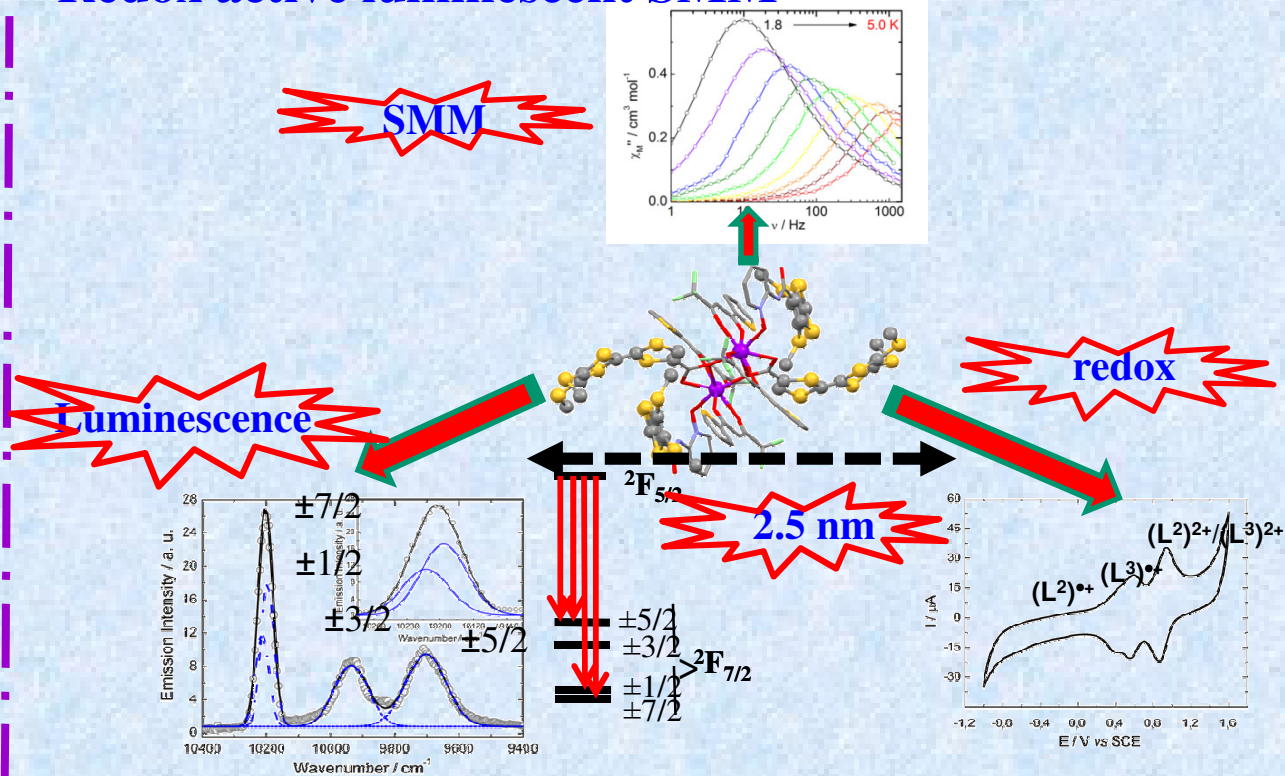 Redox active luminescent SMM
1.8 5.0 K
0.4
0.2
0.0
χM'' / cm³ mol⁻¹
1 10 100 1000
ν / Hz
SMM
redox
Luminescence
²F5/2
2.5 nm
28
24
20
16
12
8
4
0
Emission Intensity / a. u.
±7/2
±1/2
±3/2
±5/2
Wavenumber /
10400 10200 10000 9800 9600 9400
Wavenumber / cm⁻¹
±5/2
±3/2
±1/2
±7/2
²F7/2
60
45
30
15
0
-15
-30
I / μA
(L²)•+
(L³)•+
(L²)²⁺//(L³)²⁺
-1,2 -0,8 0,4 0,0 0,4 0,8 1,2 1,6
E / V vs SCE